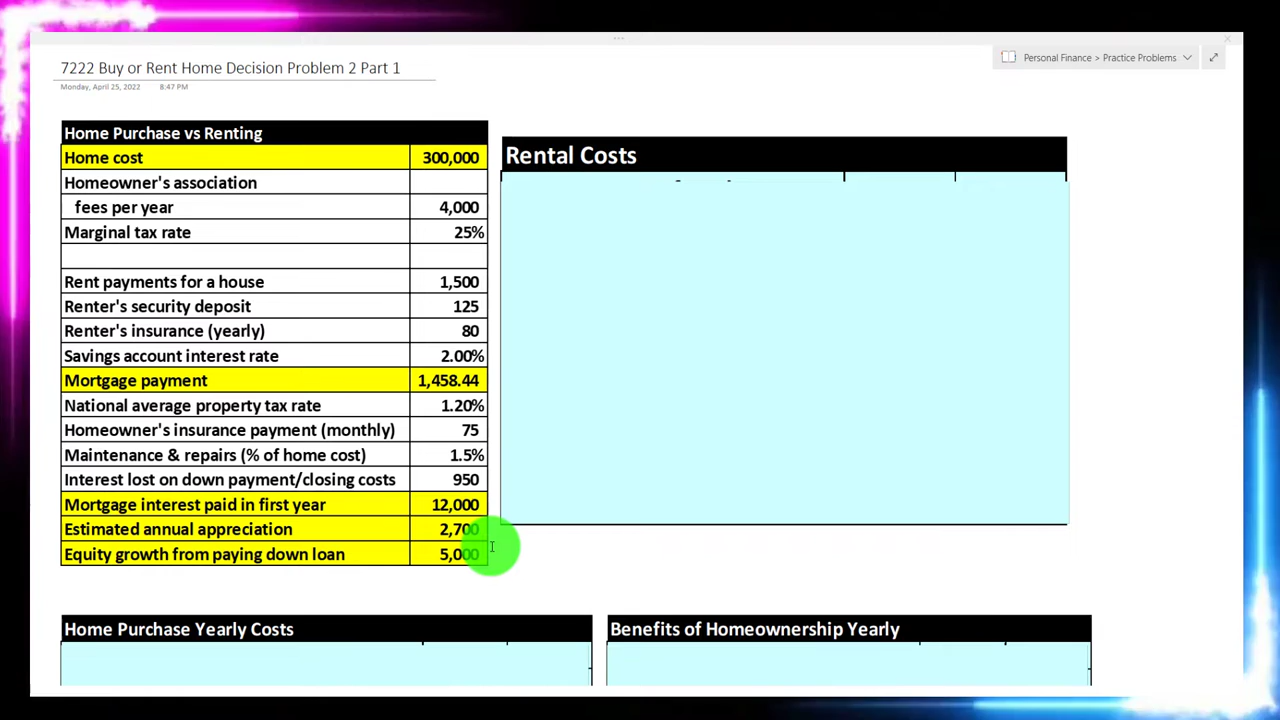 7222 Buy or Rent Home Decision Problem 2 Part 1
Monday, April 25, 2022 8:47 PM
Personal Finance > Practice Problems
Home Purchase vs Renting
Home cost 300,000
Homeowner's association
fees per year 4,000
Marginal tax rate 25%
Rent payments for a house 1,500
Renter's security deposit 125
Renter's insurance (yearly) 80
Savings account interest rate 2.00%
Mortgage payment 1,458.44
National average property tax rate 1.20%
Homeowner's insurance payment (monthly) 75
Maintenance & repairs (% of home cost) 1.5%
Interest lost on down payment/closing costs 950
Mortgage interest paid in first year 12,000
Estimated annual appreciation 2,700
Equity growth from paying down loan 5,000
Rental Costs
Home Purchase Yearly Costs
Benefits of Homeownership Yearly